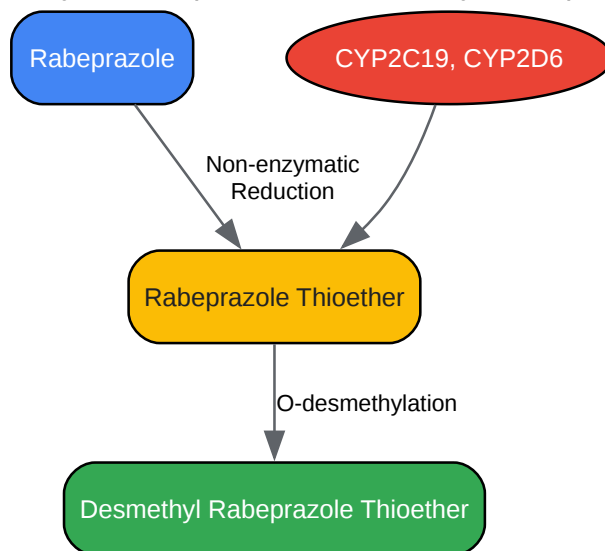 Rabeprazole
CYP2C19, CYP2D6
Non-enzymatic
Reduction
Rabeprazole Thioether
O-desmethylation
Desmethyl Rabeprazole Thioether